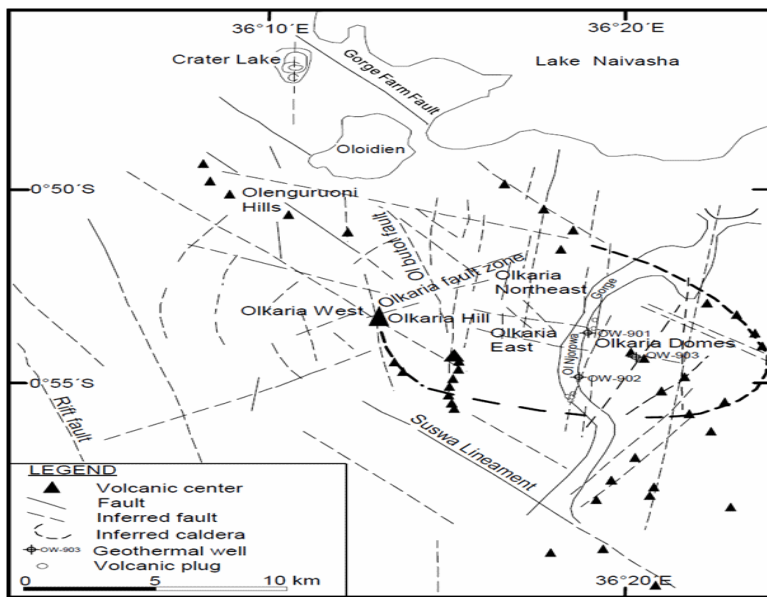 36°10´E
36°20´E
Crater Lake
Gorge Farm Fault
Lake Naivasha
Oloidien
0°50´S
Olenguruoni
Hills
Ol butot fault
Olkaria fault zone
Olkaria
Northeast
Gorge
Olkaria West
Olkaria Hill
Olkaria
East
OW-901
Olkaria Domes
OW-903
Ol Njorowa
OW-902
0°55´S
Rift fault
Suswa Lineament
LEGEND
Volcanic center
Fault
Inferred fault
Inferred caldera
OW-903 Geothermal well
Volcanic plug
0 5 10 km
36°20´E